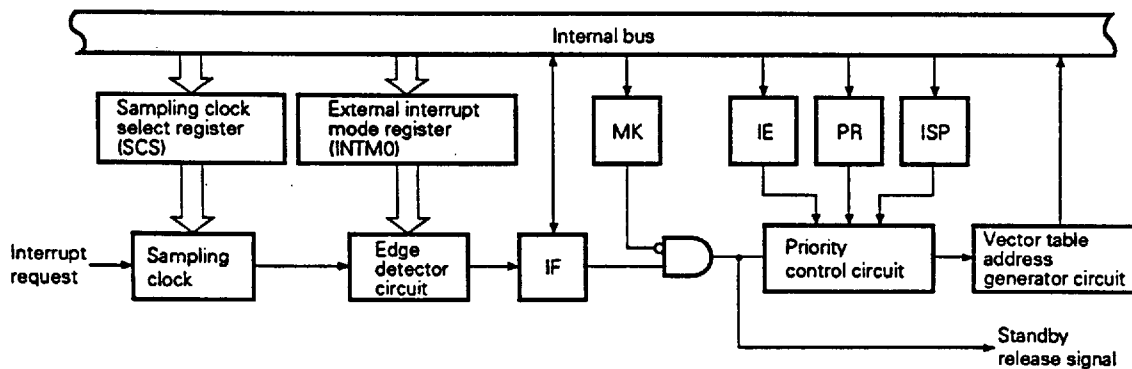 Internal bus
Sampling clock
select register
(SCS)
External interrupt
mode register
(INTM0)
MK
IE
PR
ISP
Interrupt
request
Sampling
clock
Edge
detector
circuit
IF
Priority
control circuit
Vector table
address
generator circuit
Standby
release signal